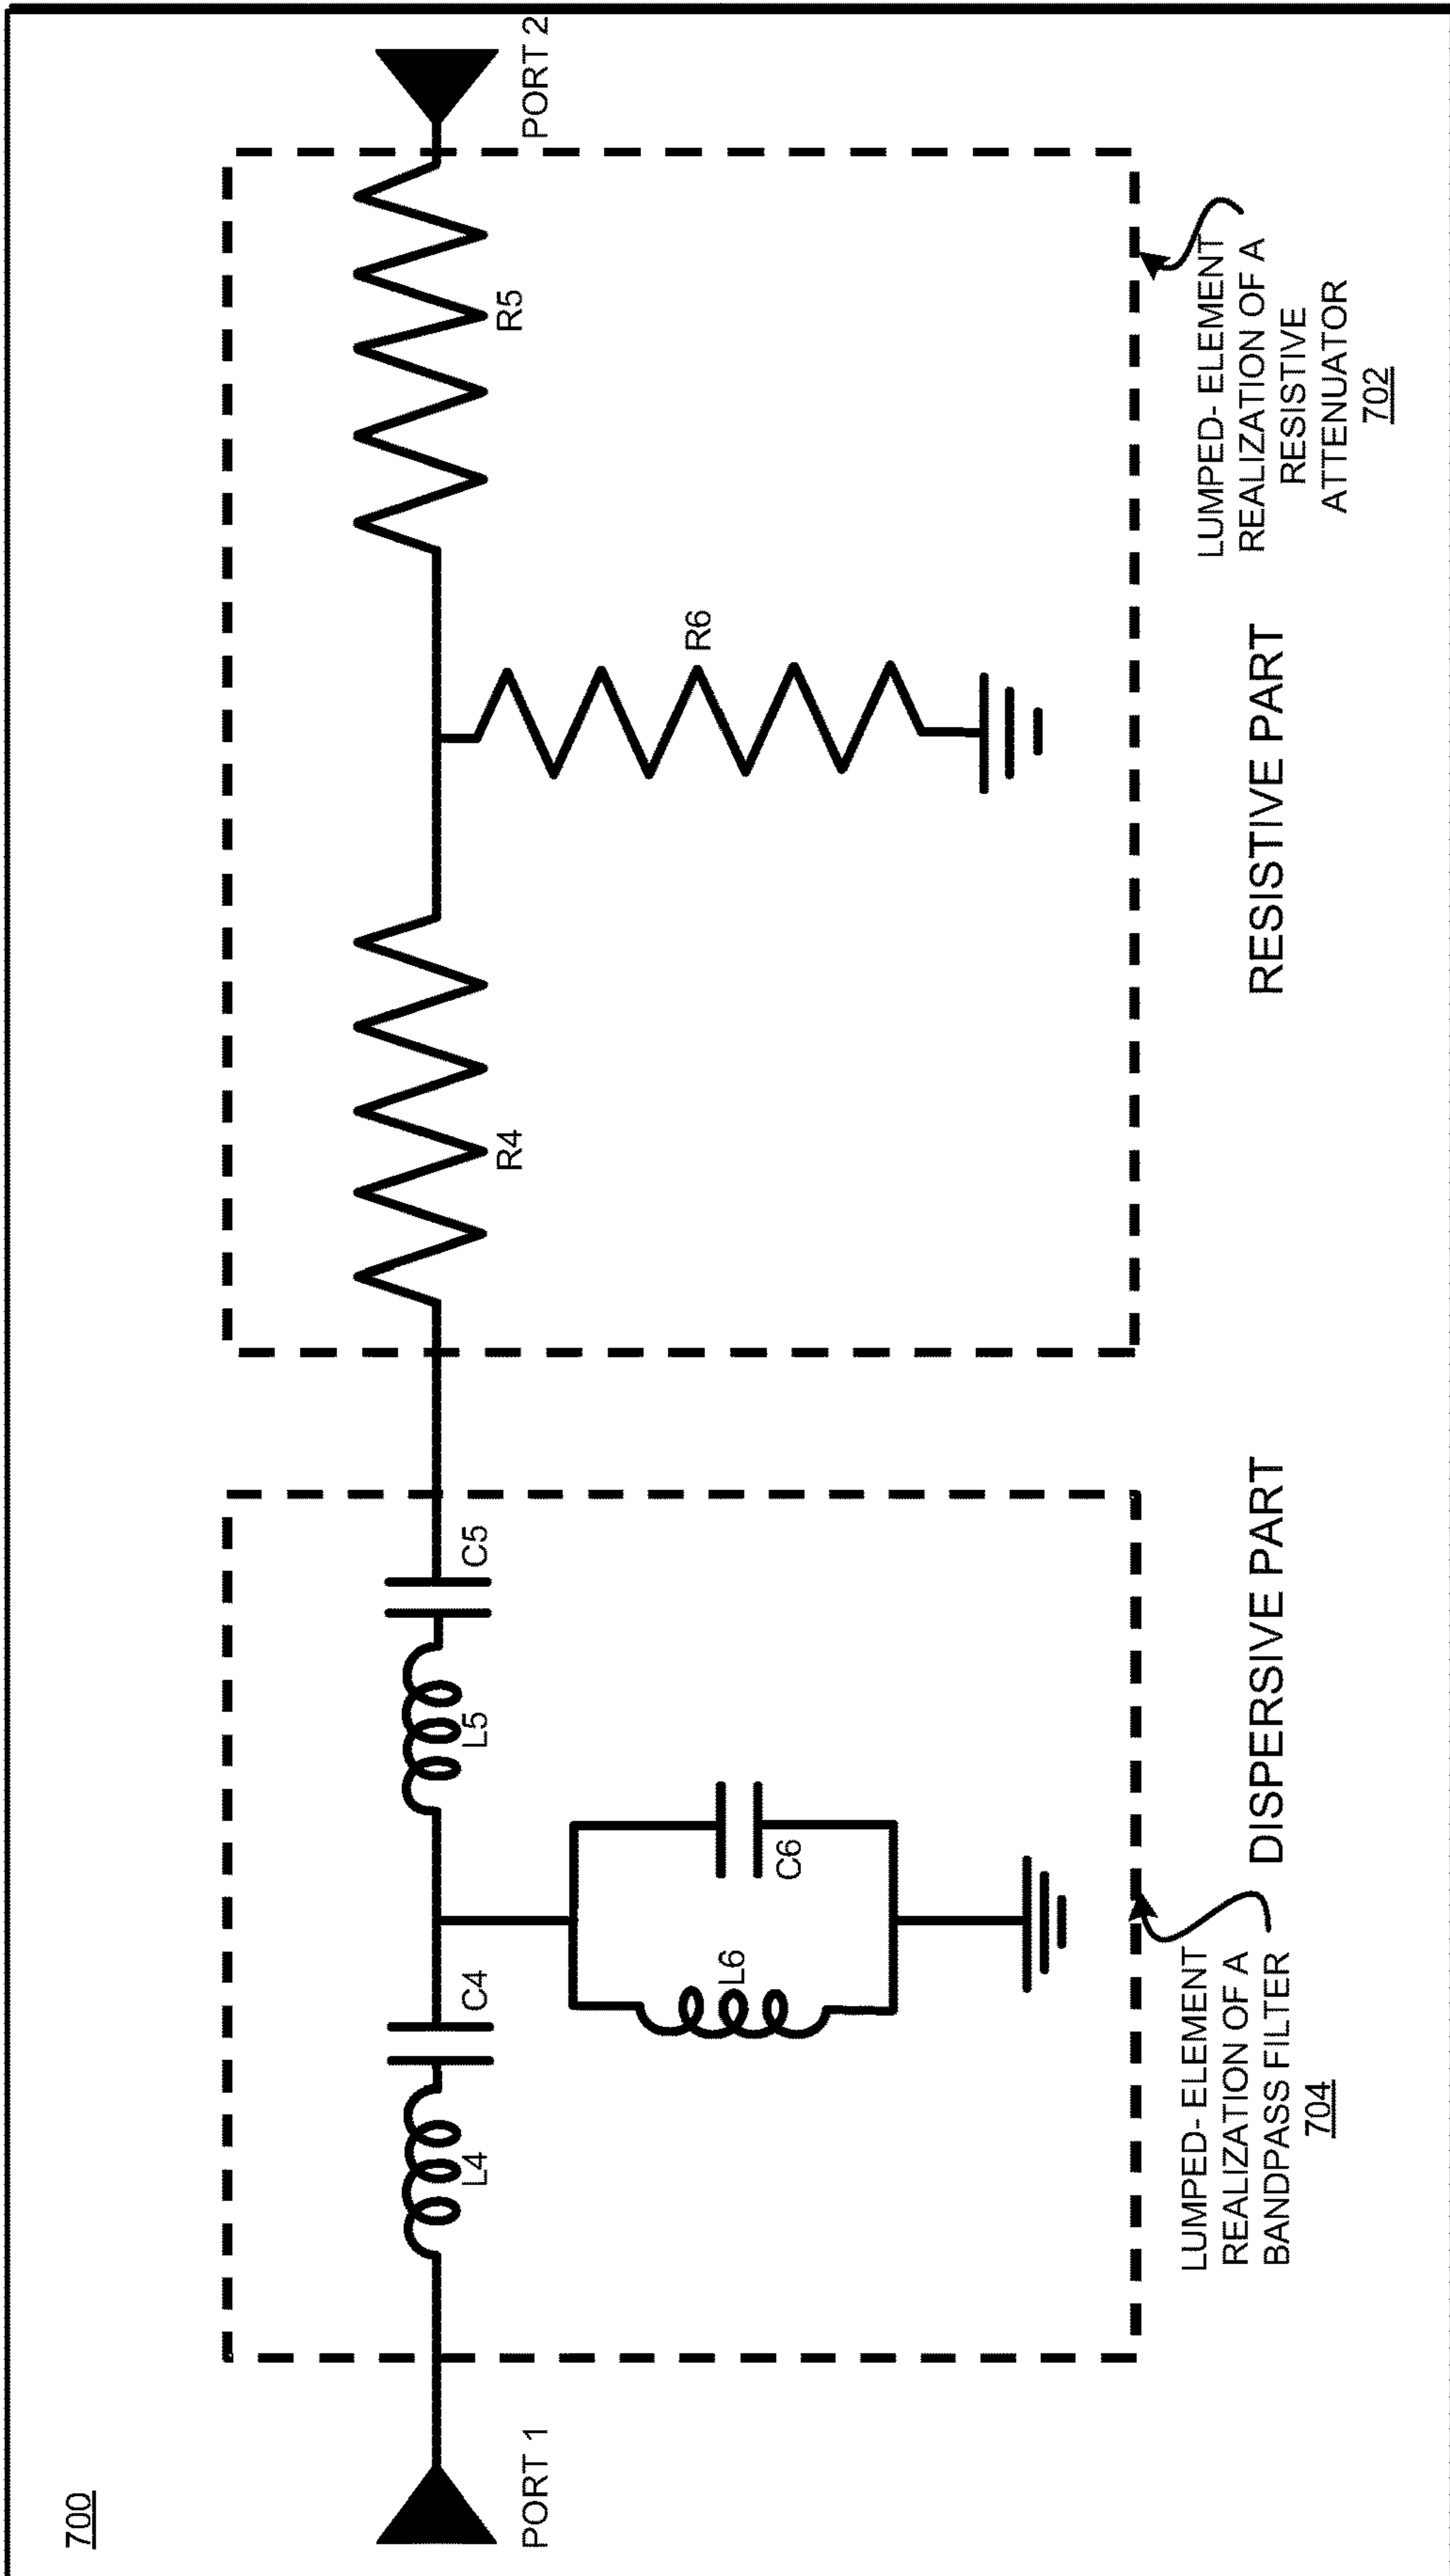 700
PORT 1
L4
C4
L6
C6
L5
C5
R4
R6
R5
PORT 2
LUMPED- ELEMENT
REALIZATION OF A
BANDPASS FILTER
704
DISPERSIVE PART
RESISTIVE PART
LUMPED- ELEMENT
REALIZATION OF A
RESISTIVE
ATTENUATOR
702